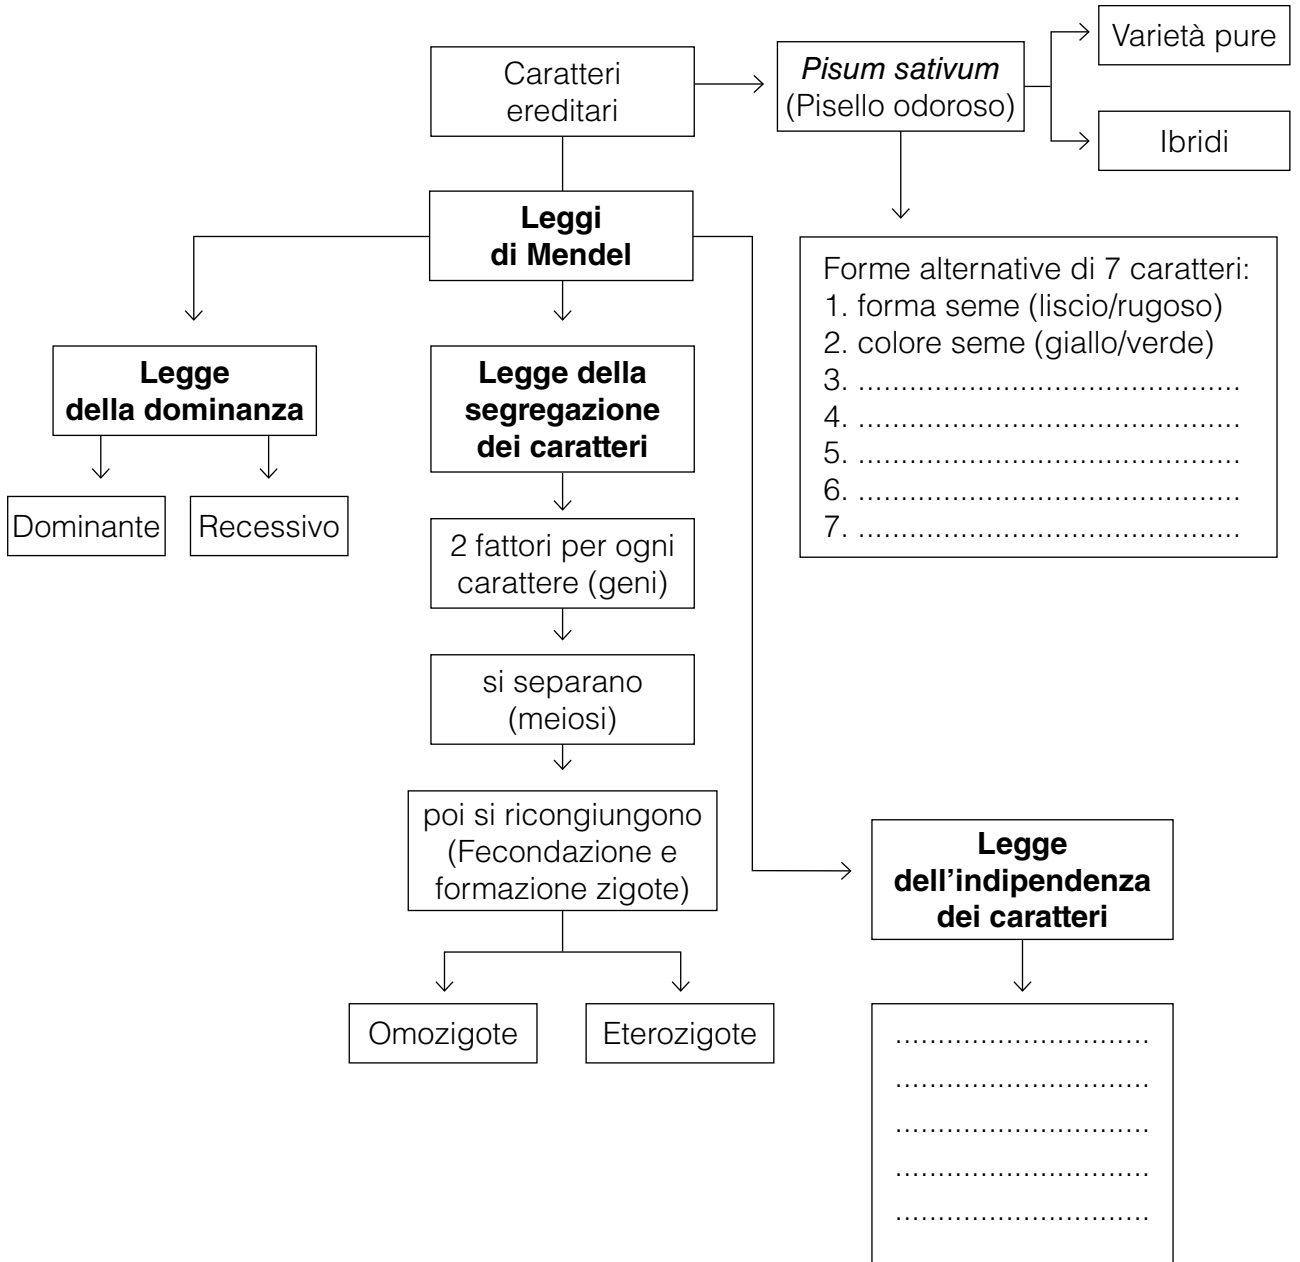 Caratteri
ereditari
Pisum sativum
(Pisello odoroso)
Varietà pure
Ibridi
Leggi
di Mendel
Forme alternative di 7 caratteri:
1. forma seme (liscio/rugoso)
2. colore seme (giallo/verde)
3. .............................................
4. .............................................
5. .............................................
6. .............................................
7. .............................................
Legge
della dominanza
Dominante
Recessivo
Legge della
segregazione
dei caratteri
2 fattori per ogni
carattere (geni)
si separano
(meiosi)
poi si ricongiungono
(Fecondazione e
formazione zigote)
Omozigote
Eterozigote
Legge
dell’indipendenza
dei caratteri
..............................
..............................
..............................
..............................
..............................